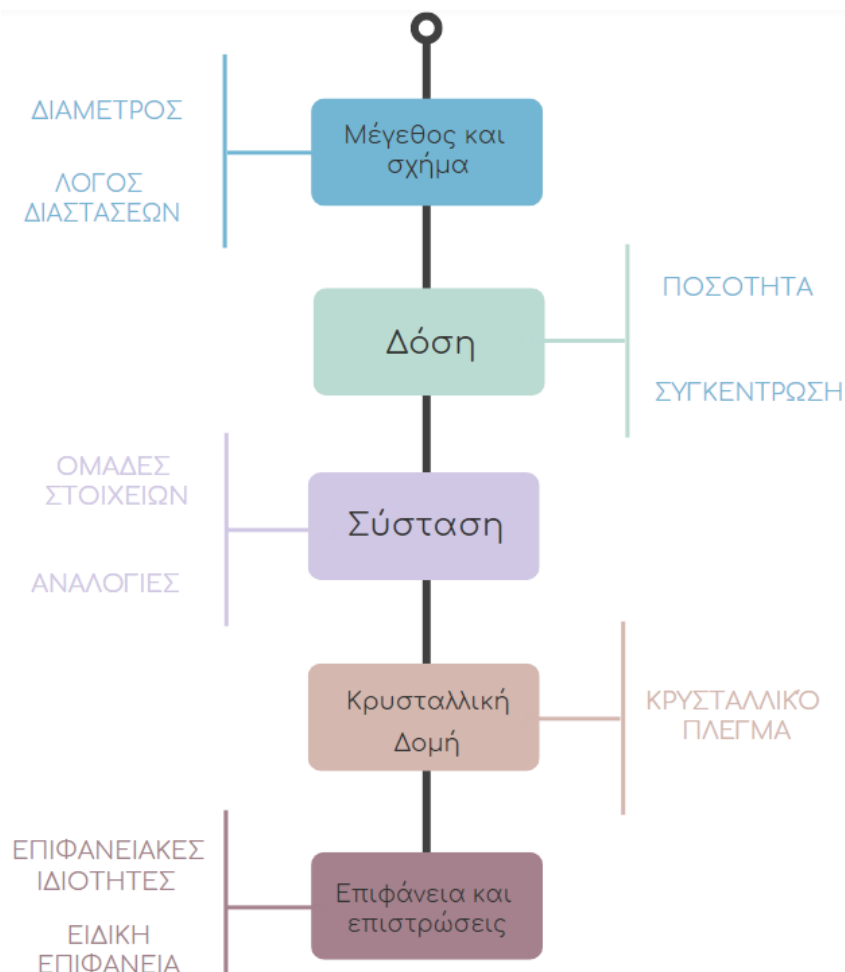 ΔΙΑΜΕΤΡΟΣ
ΛΟΓΟΣ
ΔΙΑΣΤΑΣΕΩΝ
Μέγεθος και
σχήμα
Δόση
ΠΟΣΟΤΗΤΑ
ΣΥΓΚΕΝΤΡΩΣΗ
ΟΜΑΔΕΣ
ΣΤΟΙΧΕΙΩΝ
ΑΝΑΛΟΓΙΕΣ
Σύσταση
Κρυσταλλική
Δομή
ΚΡΥΣΤΑΛΛΙΚΌ
ΠΛΕΓΜΑ
ΕΠΙΦΑΝΕΙΑΚΕΣ
ΙΔΙΟΤΗΤΕΣ
ΕΙΔΙΚΗ
ΕΠΙΦΑΝΕΙΑ
Επιφάνεια και
επιστρώσεις